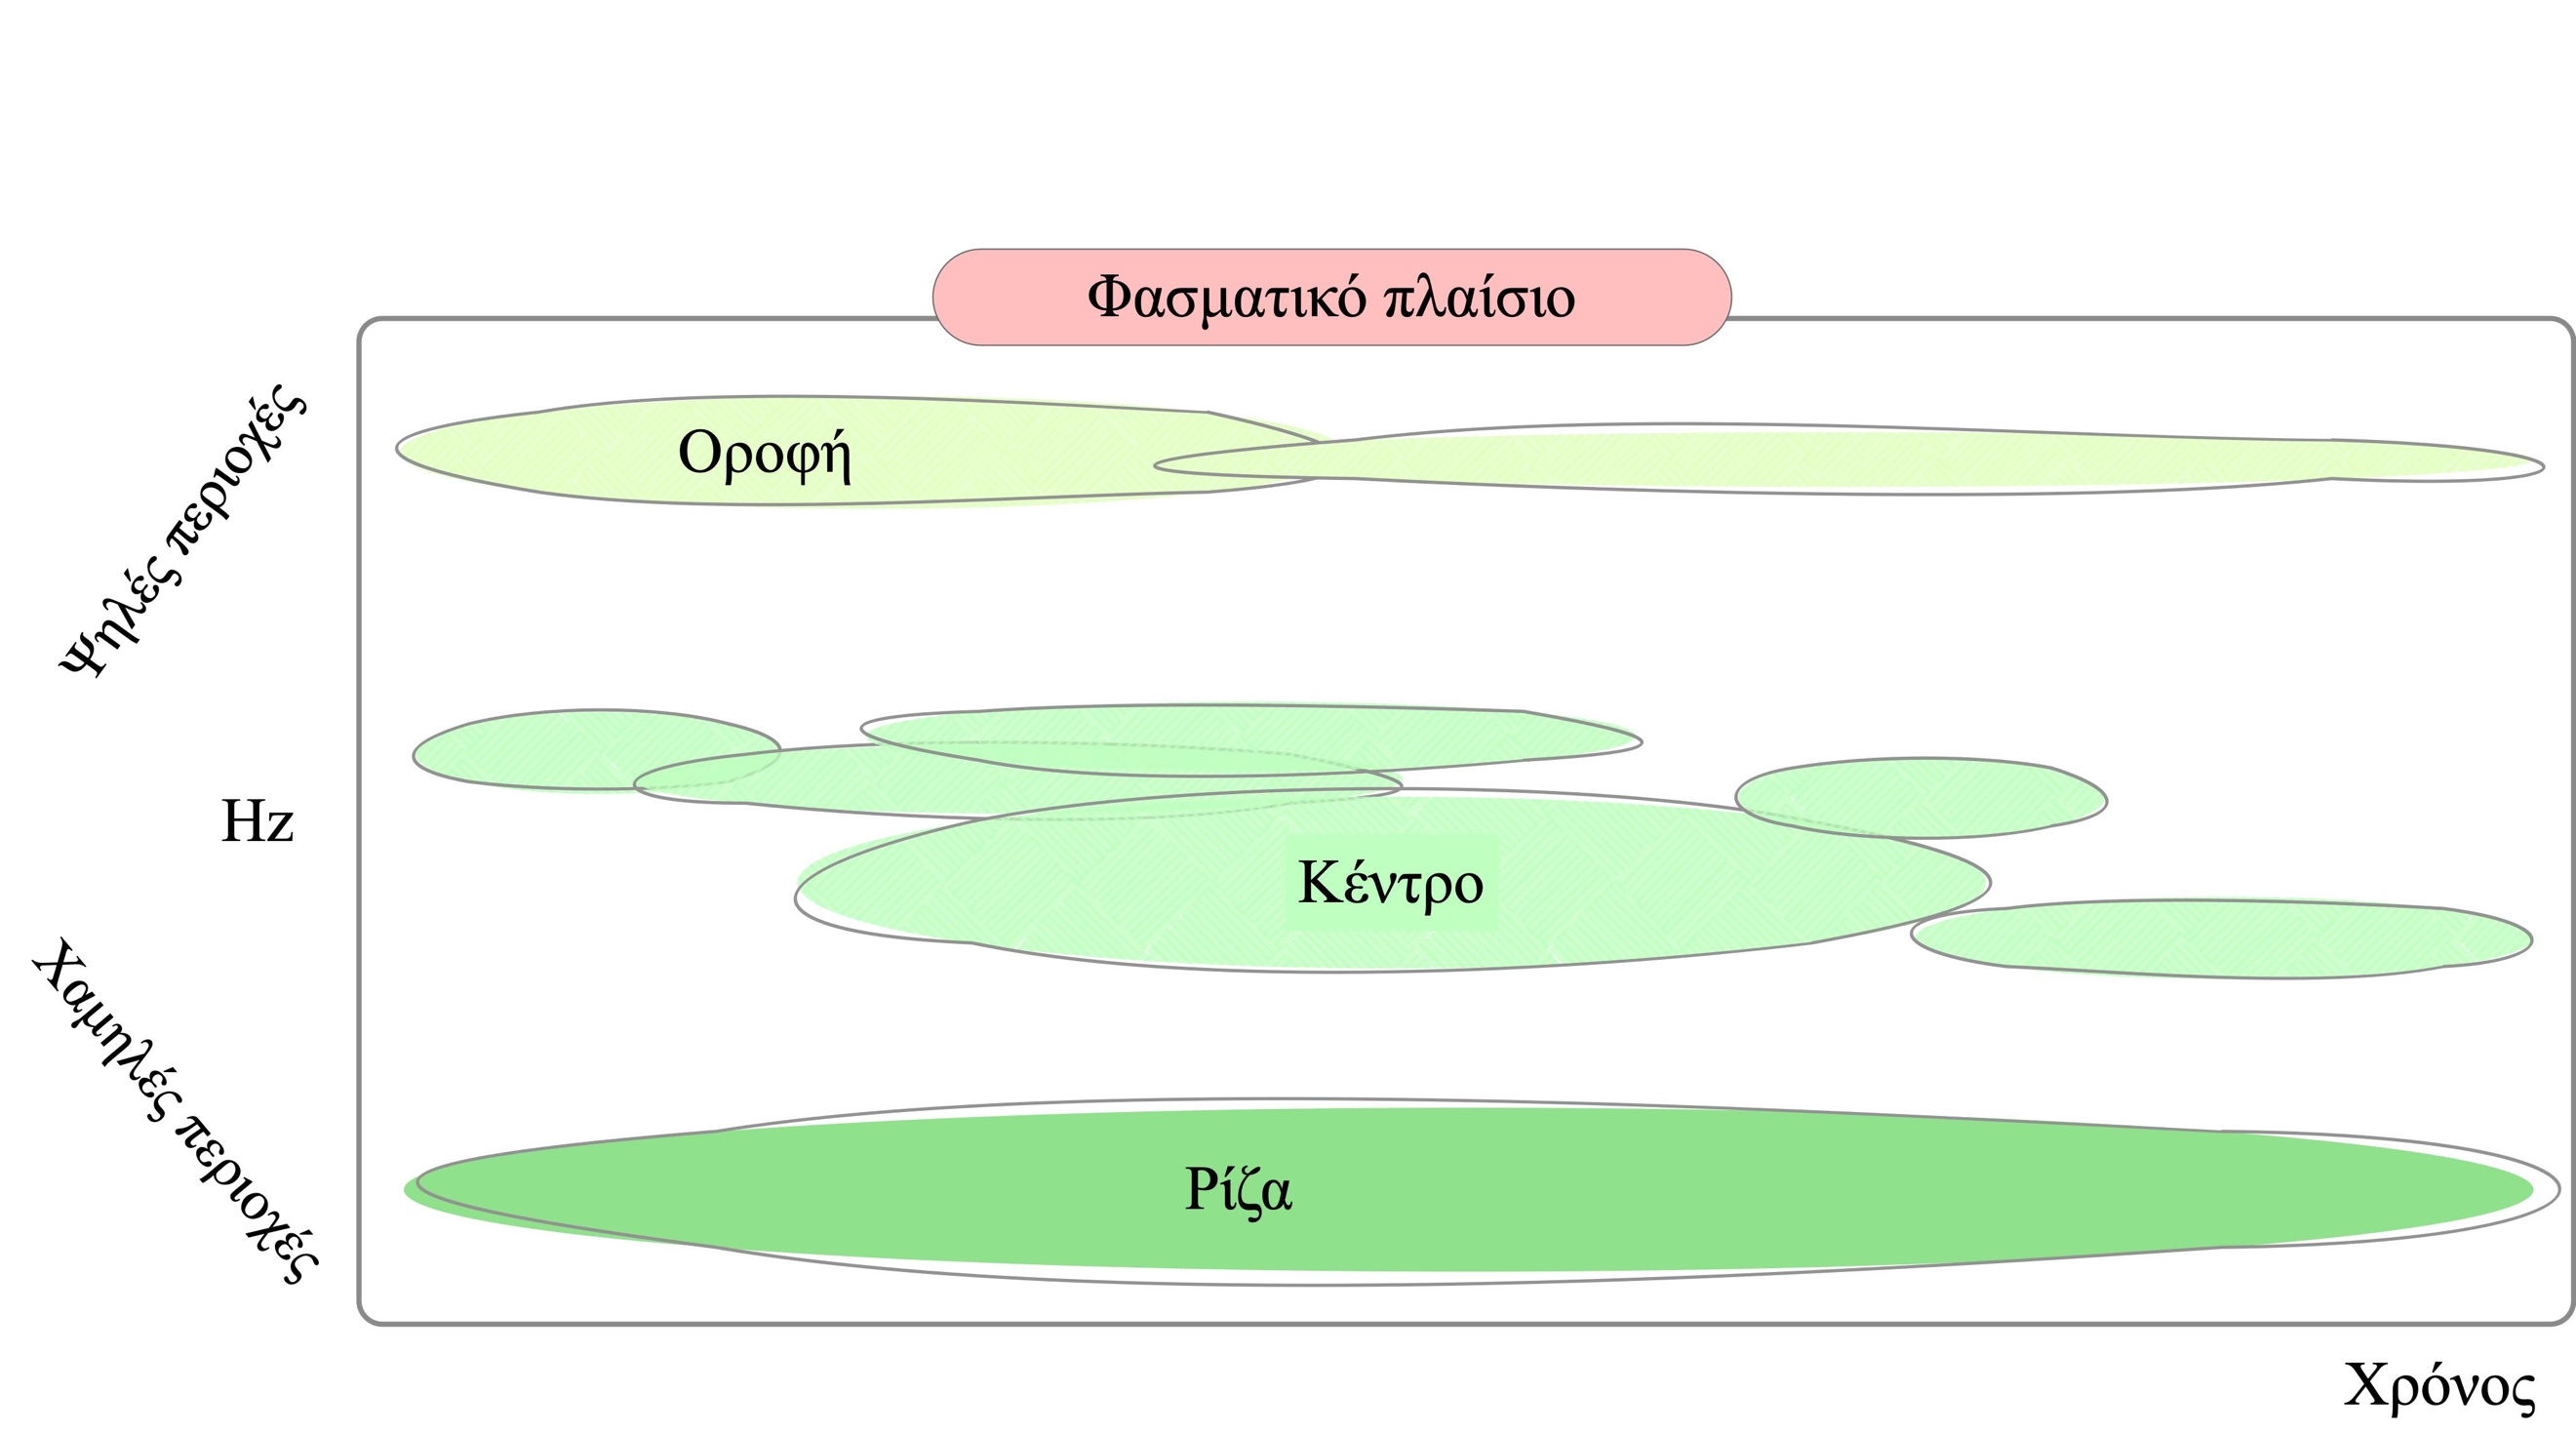 Φασματικό πλαίσιο
Ψηλές περιοχές
Οροφή
Hz
Κέντρο
Χαμηλές περιοχές
Ρίζα
Χρόνος